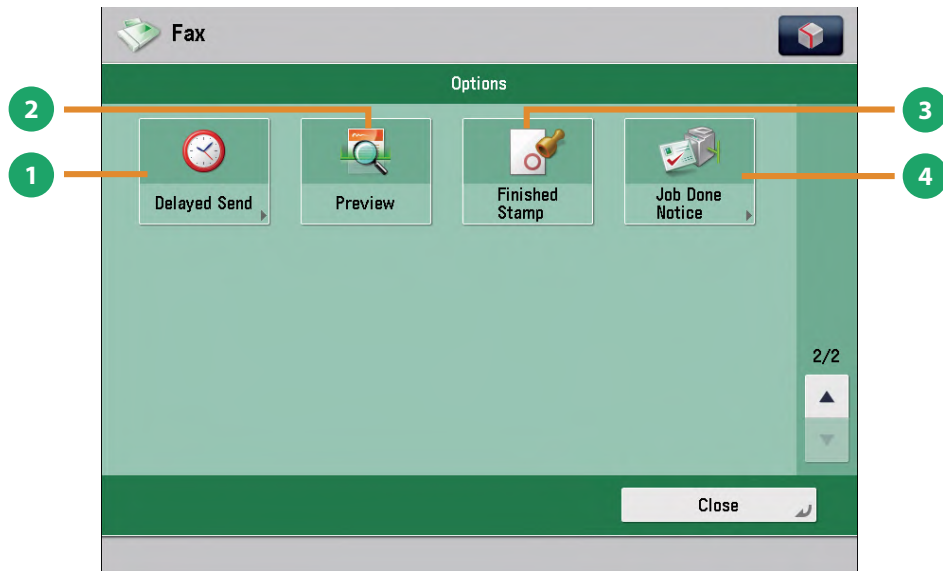 Fax
Options
2
3
1
4
Delayed Send
Preview
Finished
Stamp
Job Done
Notice
2/2
Close